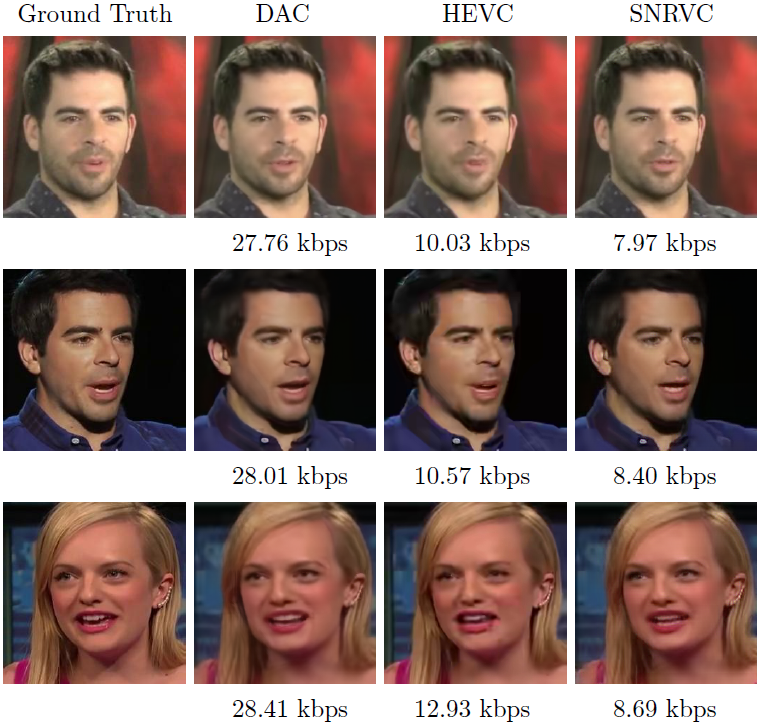 Ground Truth DAC HEVC SNRVC
27.76 kbps 10.03 kbps 7.97 kbps
28.01 kbps 10.57 kbps 8.40 kbps
28.41 kbps 12.93 kbps 8.69 kbps